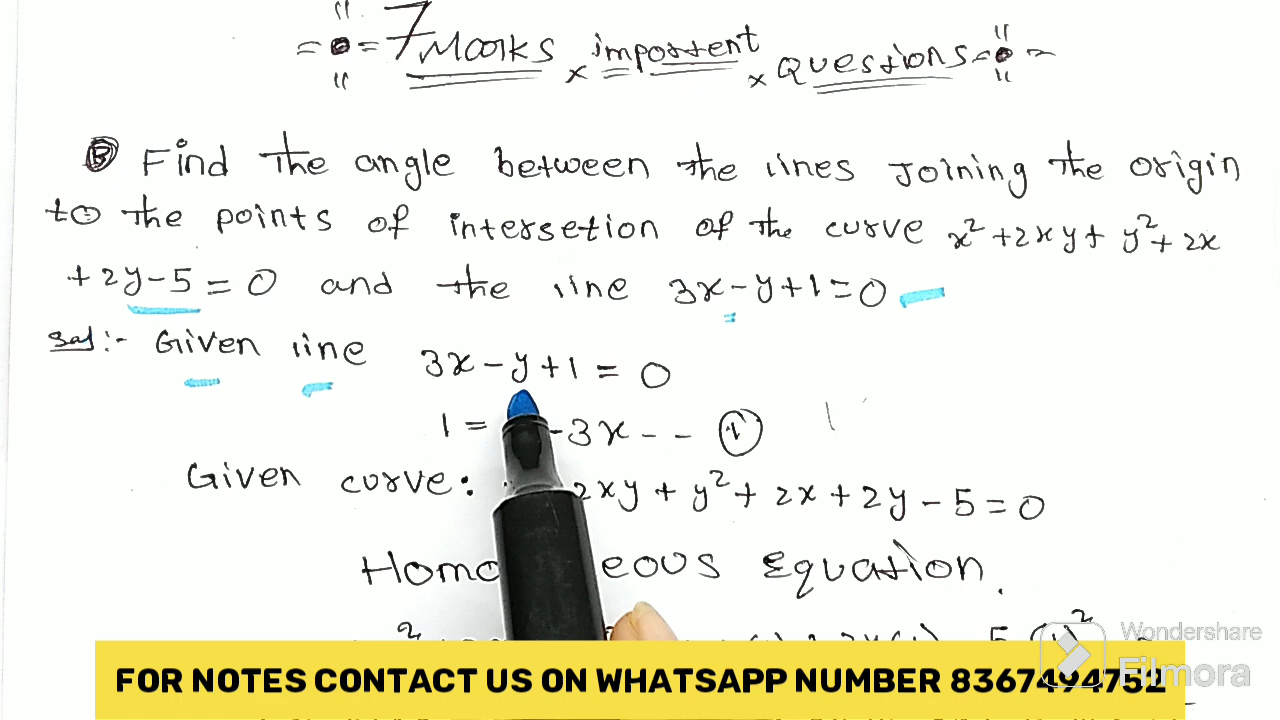 7 Marks × important × Questions
B Find the angle between the lines Joining the origin
to the points of intersetion of the curve x² + 2xy + y² + 2x
+ 2y - 5 = 0 and the line 3x - y + 1 = 0
Sol:- Given line 3x - y + 1 = 0
1 = -3x - - 1
Given curve: 2xy + y² + 2x + 2y - 5 = 0
Homo eous Equation.
Wondershare
Filmora
FOR NOTES CONTACT US ON WHATSAPP NUMBER 8367494752